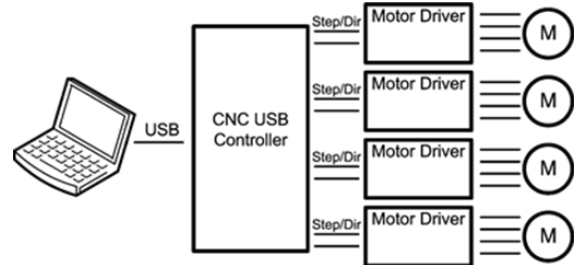 Step/Dir
Motor Driver
M
Step/Dir
Motor Driver
M
USB
CNC USB
Controller
Step/Dir
Motor Driver
M
Step/Dir
Motor Driver
M